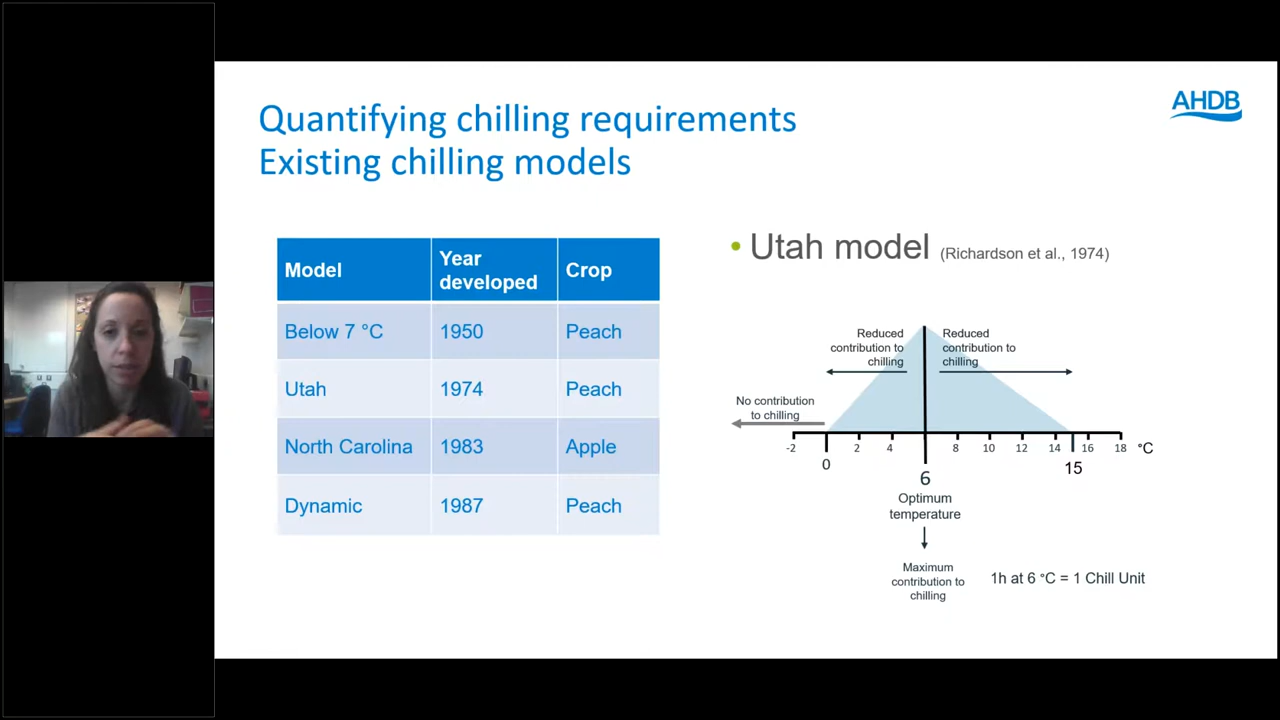 AHDB
Quantifying chilling requirements
Existing chilling models
Model
Year
developed
Crop
Below 7 °C
1950
Peach
Utah
1974
Peach
North Carolina
1983
Apple
Dynamic
1987
Peach
• Utah model (Richardson et al., 1974)
Reduced
contribution to
chilling
Reduced
contribution to
chilling
No contribution
to chilling
-2 0 2 4 6 8 10 12 14 15 16 18 °C
Optimum
temperature
Maximum
contribution to
chilling
1h at 6 °C = 1 Chill Unit